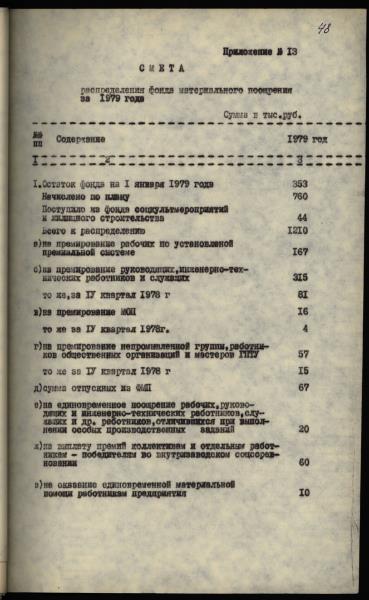 48
Приложение № 13
СМЕТА
распределения фонда материального поощрения
за 1979 года
Сумма в тыс.руб.
№№ Содержание 1979 год
пп
1 2 3
1.Остаток фонда на 1 января 1979 года 353
Начислено по плану 760
Поступило из фонда соцкультмероприятий
и жилищного строительства 44
Всего к распределению 1210
а)на премирование рабочих по установленой
премиальной системе 167
б)на премирование руководящих,инженерно-тех-
нических работников и служащих 315
то же,за IУ квартал 1978 г 81
в)на премирование МОП 16
то же за IУ квартал 1978г. 4
г)на премирование непромышленной группы,работни-
ков общественных организаций и мастеров ГПТУ 57
то же за IУ квартал 1978 г 15
д)сумма отпускных из ФМП 67
е)на единовременное поощрение рабочих,руково-
дящих и инженерно-технических работников,слу-
жащих и др. работников,отличившихся при выпол-
нении особых производственных заданий 20
ж)на выплату премий коллективам и отдельным работ-
никам - победителям во внутризаводском соцсорев-
новании 60
з)на оказание единовременной материальной
помощи работникам предприятия 10